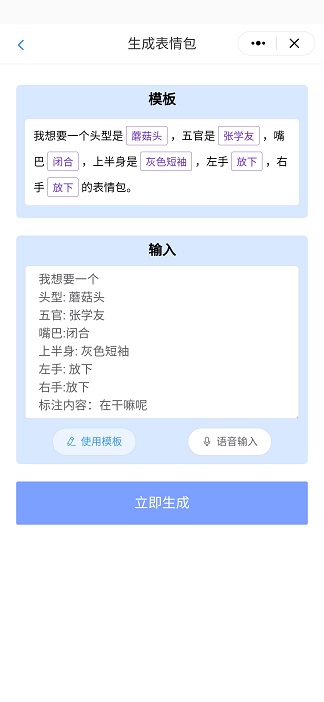 生成表情包
模板
我想要一个头型是 蘑菇头 ，五官是 张学友 ，嘴
巴 闭合 ，上半身是 灰色短袖 ，左手 放下 ，右
手 放下 的表情包。
输入
我想要一个
头型: 蘑菇头
五官: 张学友
嘴巴:闭合
上半身: 灰色短袖
左手: 放下
右手:放下
标注内容：在干嘛呢
使用模板 语音输入
立即生成